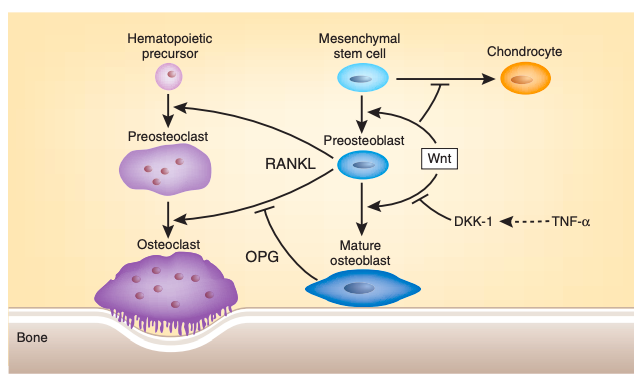 Hematopoietic
precursor
Mesenchymal
stem cell
Chondrocyte
Preosteoclast
Preosteoblast
RANKL
Wnt
DKK-1
TNF-α
Osteoclast
OPG
Mature
osteoblast
Bone